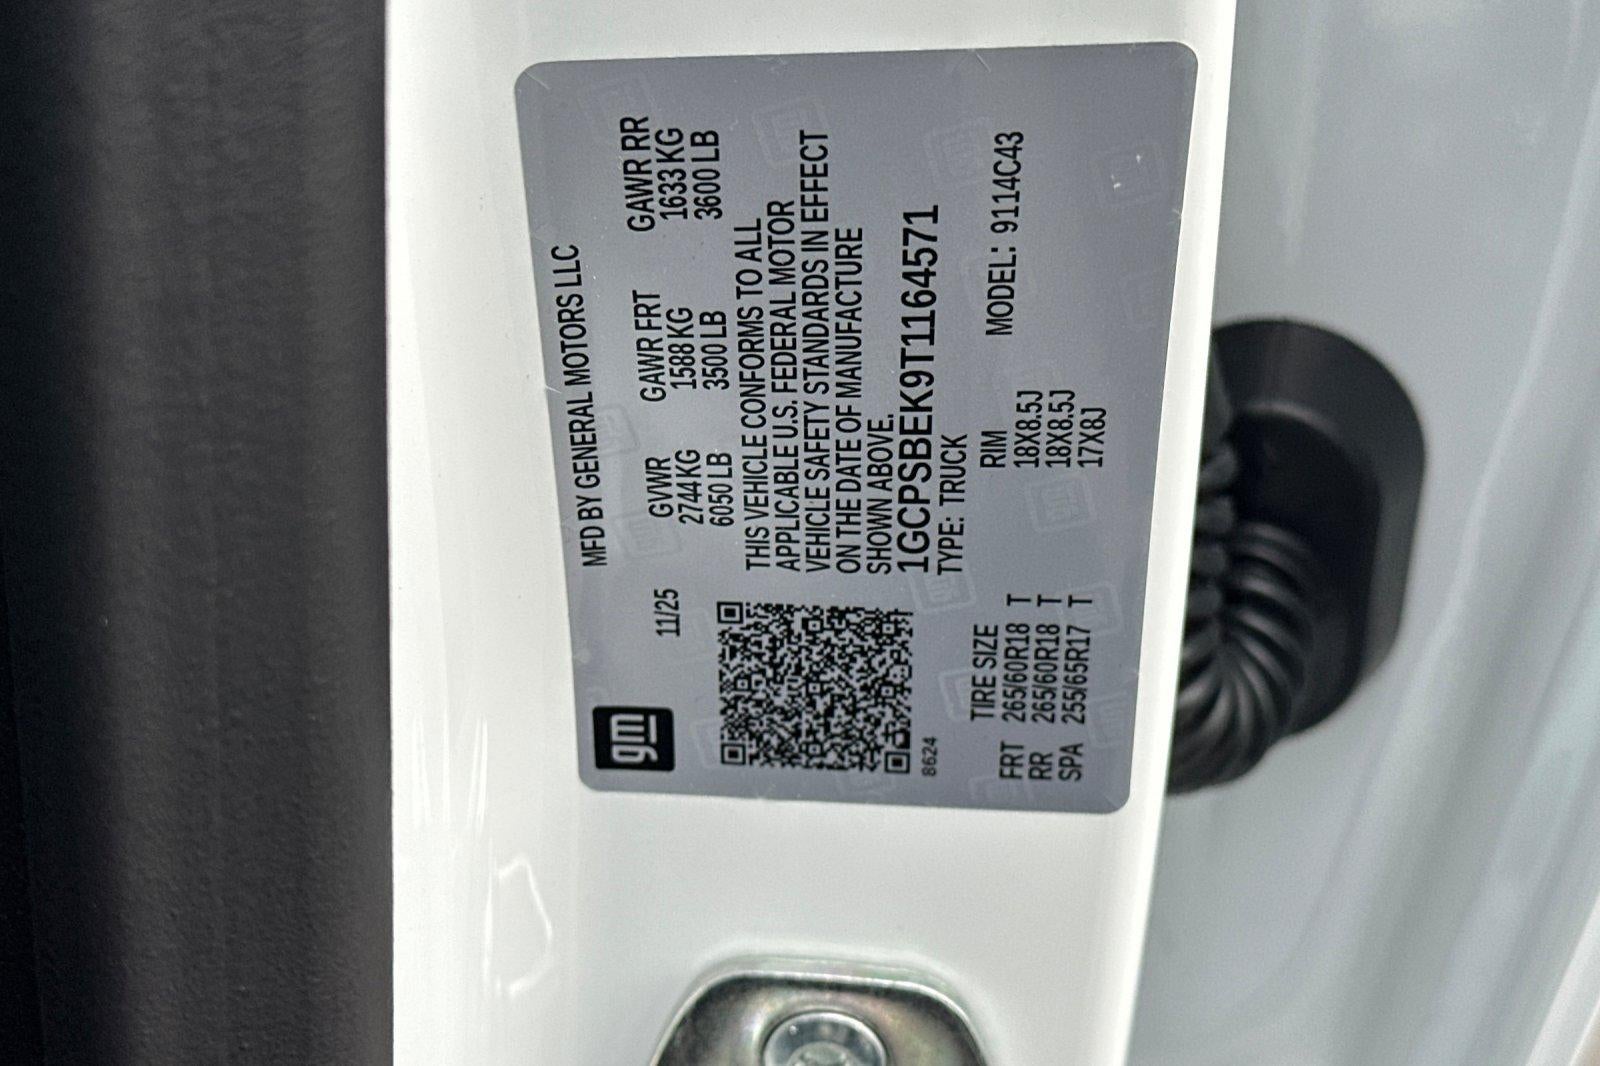 MFD BY GENERAL MOTORS LLC
gm
11/25
GVWR GAWR FRT GAWR RR
2744 KG 1588 KG 1633 KG
6050 LB 3500 LB 3600 LB
THIS VEHICLE CONFORMS TO ALL
APPLICABLE U.S. FEDERAL MOTOR
VEHICLE SAFETY STANDARDS IN EFFECT
ON THE DATE OF MANUFACTURE
SHOWN ABOVE.
1GCPSBEK9T1164571
8624
TYPE: TRUCK
TIRE SIZE RIM MODEL: 9114C43
FRT 265/60R18 T 18X8.5J
RR 265/60R18 T 18X8.5J
SPA 255/65R17 T 17X8J